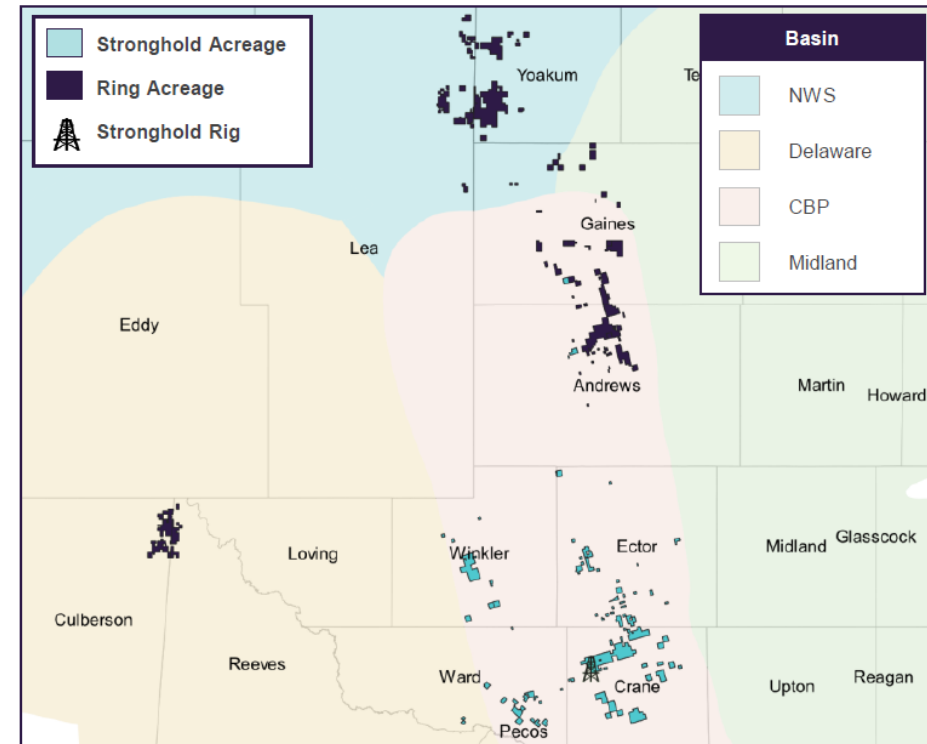 Stronghold Acreage
Ring Acreage
Stronghold Rig
Basin
NWS
Delaware
CBP
Midland
Yoakum
Te
Gaines
Lea
Eddy
Andrews
Martin
Howard
Loving
Winkler
Ector
Midland
Glasscock
Culberson
Reeves
Ward
Crane
Upton
Reagan
Pecos